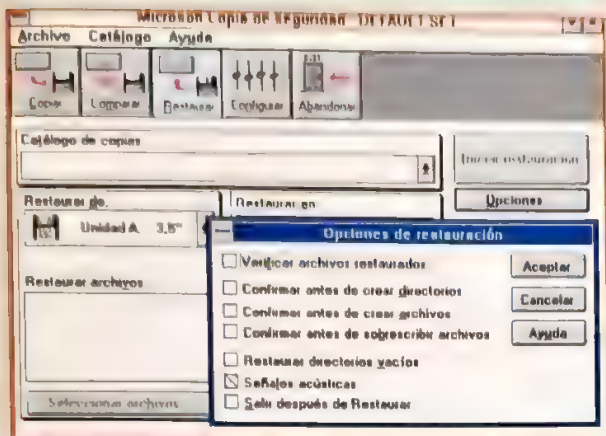 Microsoft Copia de Seguridad DEFAULT.SET
Archivo Catálogo Ayuda
Copiar Comparar Restaurar Configurar Abandonar
Catálogo de copias
Iniciar restauración
Restaurar de
Restaurar en
Opciones
Unidad A 3,5"
Opciones de restauración
Verificar archivos restaurados
Aceptar
Restaurar archivos
Confirmar antes de crear directorios
Cancelar
Confirmar antes de crear archivos
Confirmar antes de sobrescribir archivos
Ayuda
Restaurar directorios vacíos
Señales acústicas
Seleccionar archivos
Salir después de Restaurar